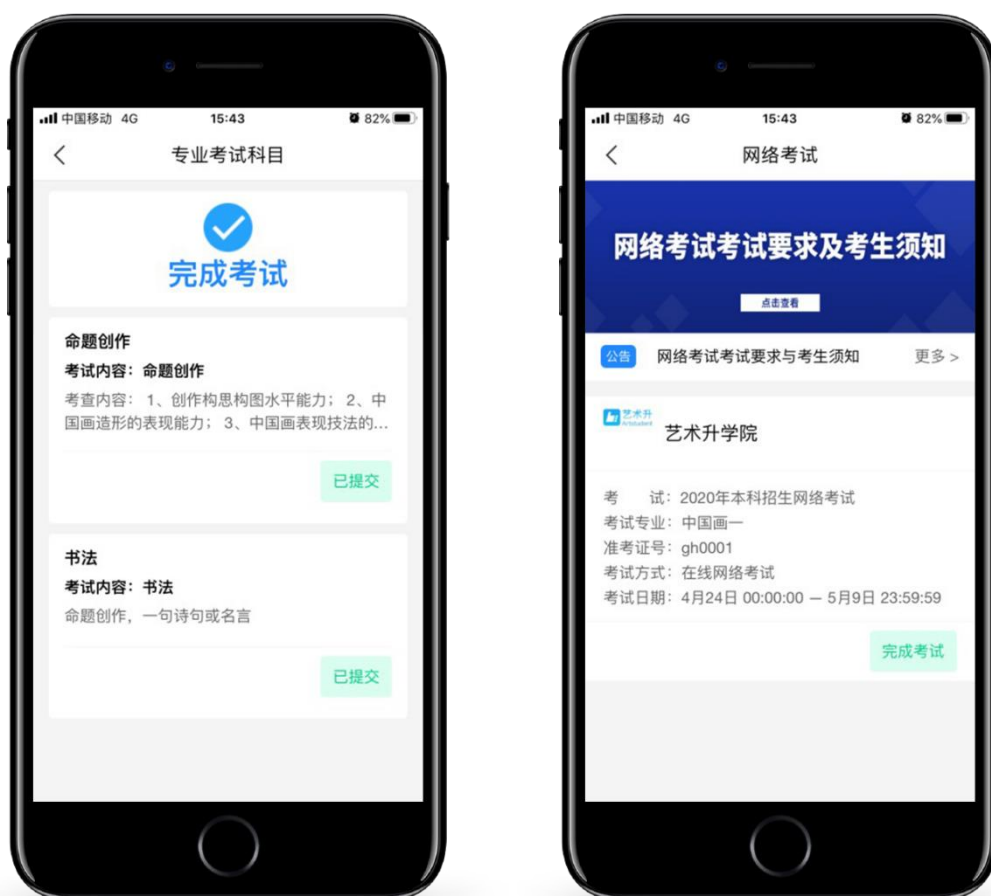 中国移动 4G 15:43 82%
专业考试科目
完成考试
命题创作
考试内容：命题创作
考查内容： 1、创作构思构图水平能力； 2、中
国画造形的表现能力； 3、中国画表现技法的...
已提交
书法
考试内容：书法
命题创作，一句诗句或名言
已提交
中国移动 4G 15:43 82%
网络考试
网络考试考试要求及考生须知
点击查看
公告 网络考试考试要求与考生须知 更多 >
艺术升
Artstudent
艺术升学院
考 试：2020年本科招生网络考试
考试专业：中国画一
准考证号：gh0001
考试方式：在线网络考试
考试日期：4月24日 00:00:00 — 5月9日 23:59:59
完成考试